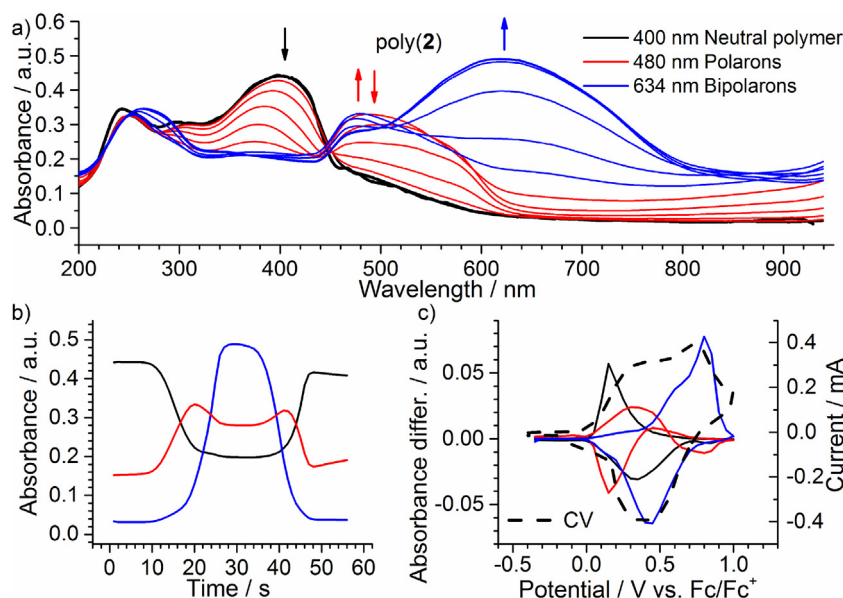 a)
Absorbance / a.u.
0.6
0.5
0.4
0.3
0.2
0.1
0.0
poly(2)
400 nm Neutral polymer
480 nm Polarons
634 nm Bipolarons
200 300 400 500 600 700 800 900
Wavelength / nm
b)
Absorbance / a.u.
0.5
0.4
0.3
0.2
0.1
0.0
0 10 20 30 40 50 60
Time / s
c)
Absorbance differ. / a.u.
0.05
0.00
-0.05
CV
-0.5 0.0 0.5 1.0
Potential / V vs. Fc/Fc⁺
0.4
0.2
0.0
-0.2
-0.4
Current / mA